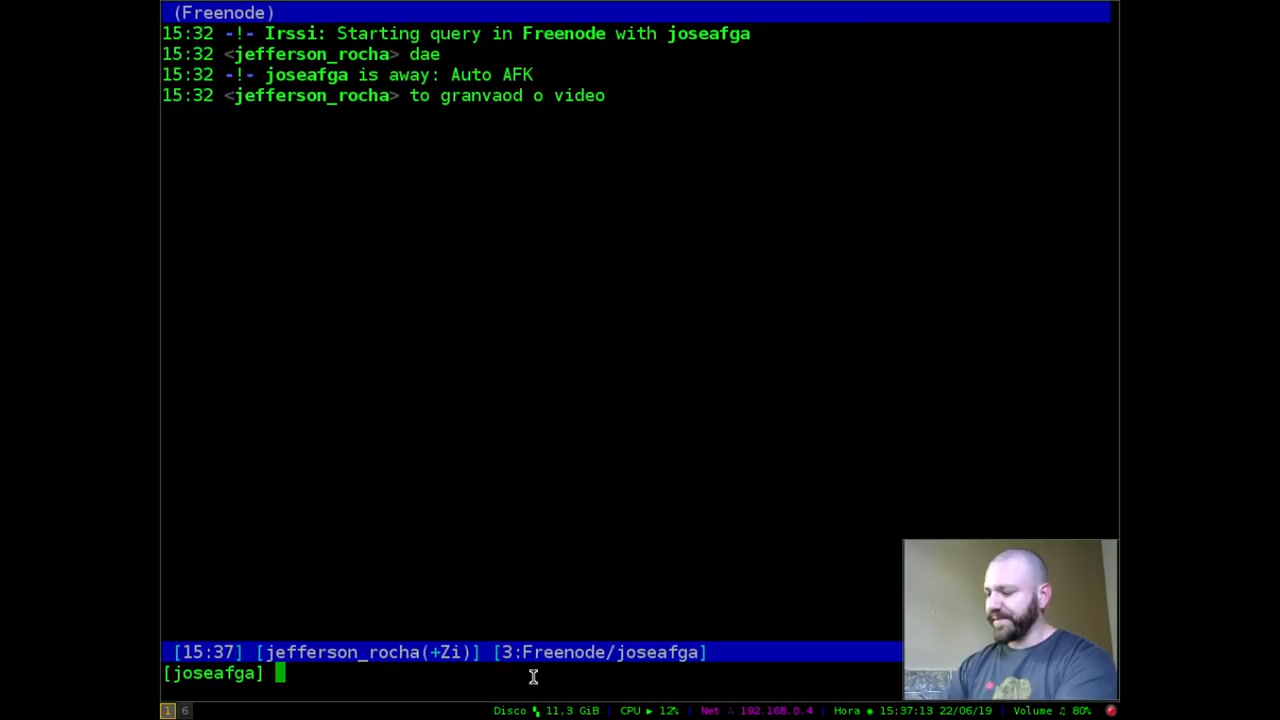 (Freenode)
15:32 -!- Irssi: Starting query in Freenode with joseafga
15:32 <jefferson_rocha> dae
15:32 -!- joseafga is away: Auto AFK
15:32 <jefferson_rocha> to granvaod o video
[15:37] [jefferson_rocha(+Zi)] [3:Freenode/joseafga]
[joseafga]
1 6 Disco ▚ 11,3 GiB | CPU ▶ 12% | Net ∴ 192.168.0.4 | Hora ◉ 15:37:13 22/06/19 | Volume ♫ 80%